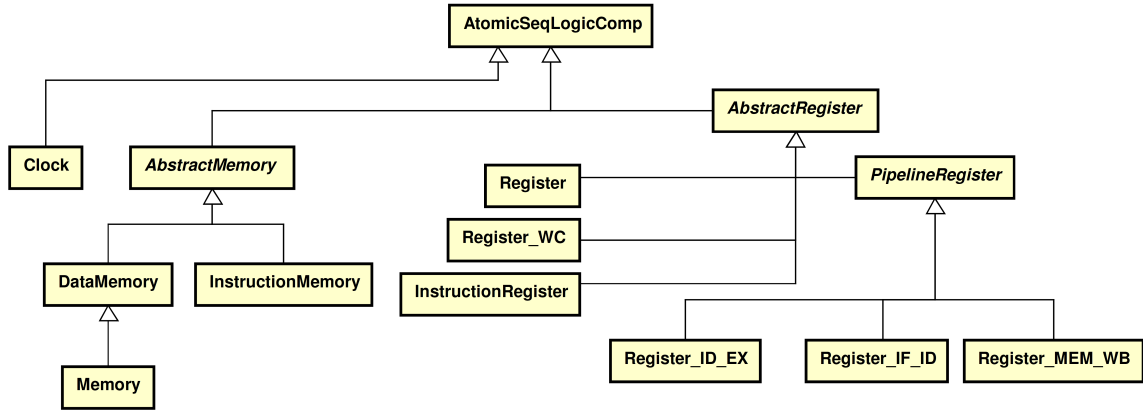 AtomicSeqLogicComp
AbstractRegister
Clock
AbstractMemory
Register
PipelineRegister
Register_WC
DataMemory
InstructionMemory
InstructionRegister
Register_ID_EX
Register_IF_ID
Register_MEM_WB
Memory